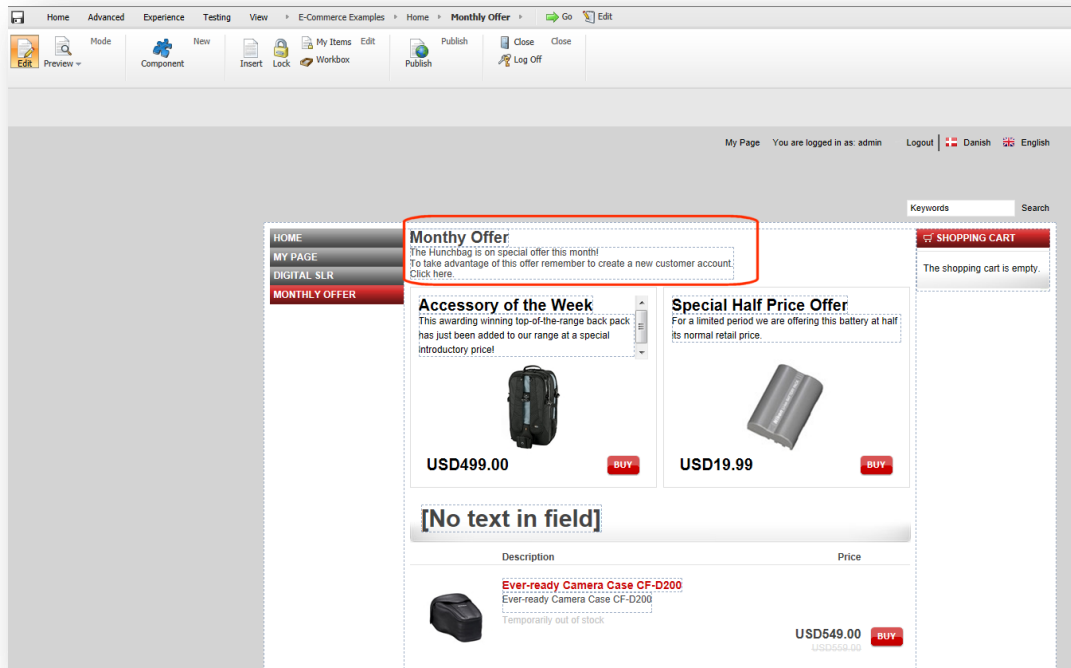 Home Advanced Experience Testing View E-Commerce Examples Home Monthly Offer Go Edit
Edit Preview Mode
Component New
Insert Lock My Items Edit
Workbox
Publish Publish
Close Close
Log Off
My Page You are logged in as: admin Logout Danish English
Keywords Search
HOME
MY PAGE
DIGITAL SLR
MONTHLY OFFER
Monthy Offer
The Hunchbag is on special offer this month!
To take advantage of this offer remember to create a new customer account.
Click here.
SHOPPING CART
The shopping cart is empty.
Accessory of the Week
This awarding winning top-of-the-range back pack
has just been added to our range at a special
introductory price!
USD499.00 BUY
Special Half Price Offer
For a limited period we are offering this battery at half
its normal retail price.
USD19.99 BUY
[No text in field]
Description Price
Ever-ready Camera Case CF-D200
Ever-ready Camera Case CF-D200
Temporarily out of stock
USD549.00 BUY
USD559.00